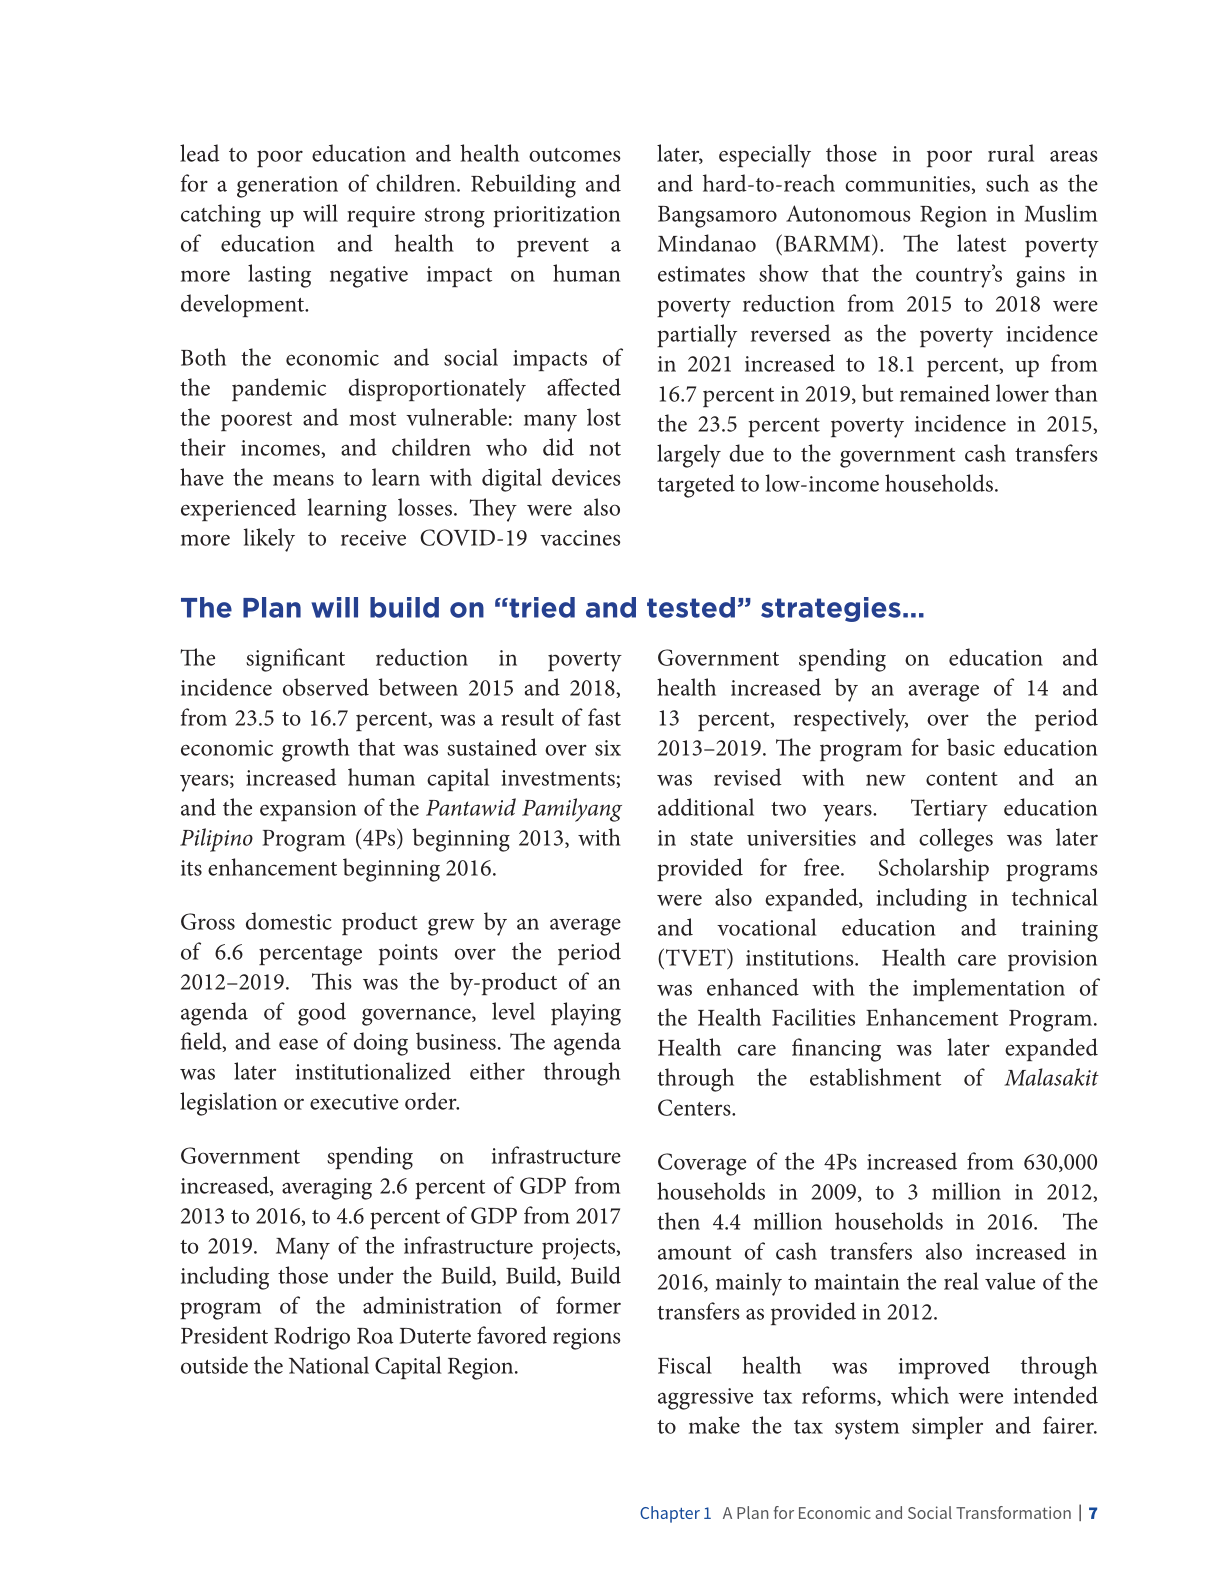 lead to poor education and health outcomes
for a generation of children. Rebuilding and
catching up will require strong prioritization
of education and health to prevent a
more lasting negative impact on human
development.
Both the economic and social impacts of
the pandemic disproportionately affected
the poorest and most vulnerable: many lost
their incomes, and children who did not
have the means to learn with digital devices
experienced learning losses. They were also
more likely to receive COVID-19 vaccines
later, especially those in poor rural areas
and hard-to-reach communities, such as the
Bangsamoro Autonomous Region in Muslim
Mindanao (BARMM). The latest poverty
estimates show that the country’s gains in
poverty reduction from 2015 to 2018 were
partially reversed as the poverty incidence
in 2021 increased to 18.1 percent, up from
16.7 percent in 2019, but remained lower than
the 23.5 percent poverty incidence in 2015,
largely due to the government cash transfers
targeted to low-income households.
The Plan will build on “tried and tested” strategies...
The significant reduction in poverty
incidence observed between 2015 and 2018,
from 23.5 to 16.7 percent, was a result of fast
economic growth that was sustained over six
years; increased human capital investments;
and the expansion of the Pantawid Pamilyang
Pilipino Program (4Ps) beginning 2013, with
its enhancement beginning 2016.
Gross domestic product grew by an average
of 6.6 percentage points over the period
2012–2019. This was the by-product of an
agenda of good governance, level playing
field, and ease of doing business. The agenda
was later institutionalized either through
legislation or executive order.
Government spending on infrastructure
increased, averaging 2.6 percent of GDP from
2013 to 2016, to 4.6 percent of GDP from 2017
to 2019. Many of the infrastructure projects,
including those under the Build, Build, Build
program of the administration of former
President Rodrigo Roa Duterte favored regions
outside the National Capital Region.
Government spending on education and
health increased by an average of 14 and
13 percent, respectively, over the period
2013–2019. The program for basic education
was revised with new content and an
additional two years. Tertiary education
in state universities and colleges was later
provided for free. Scholarship programs
were also expanded, including in technical
and vocational education and training
(TVET) institutions. Health care provision
was enhanced with the implementation of
the Health Facilities Enhancement Program.
Health care financing was later expanded
through the establishment of Malasakit
Centers.
Coverage of the 4Ps increased from 630,000
households in 2009, to 3 million in 2012,
then 4.4 million households in 2016. The
amount of cash transfers also increased in
2016, mainly to maintain the real value of the
transfers as provided in 2012.
Fiscal health was improved through
aggressive tax reforms, which were intended
to make the tax system simpler and fairer.
Chapter 1 A Plan for Economic and Social Transformation | 7